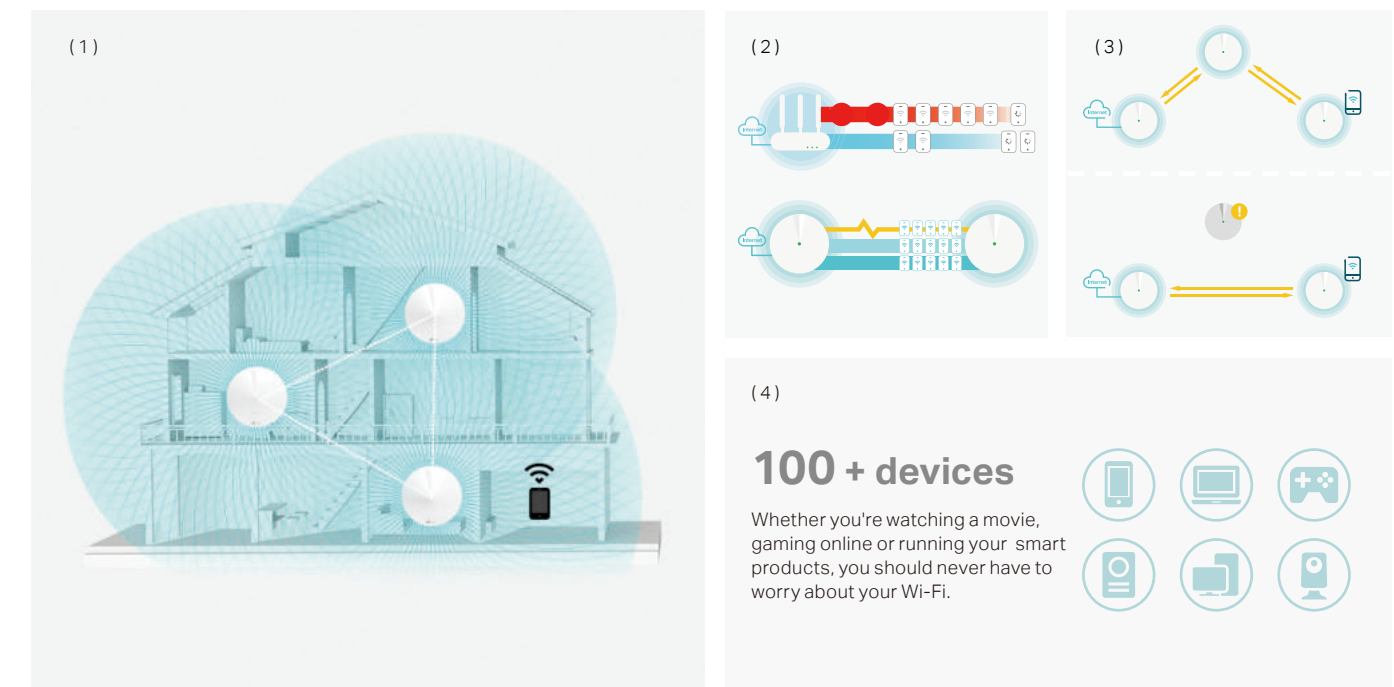 (1)
(2)
Internet
Internet
(3)
Internet
Internet
(4)
100 + devices
Whether you're watching a movie,
gaming online or running your smart
products, you should never have to
worry about your Wi-Fi.